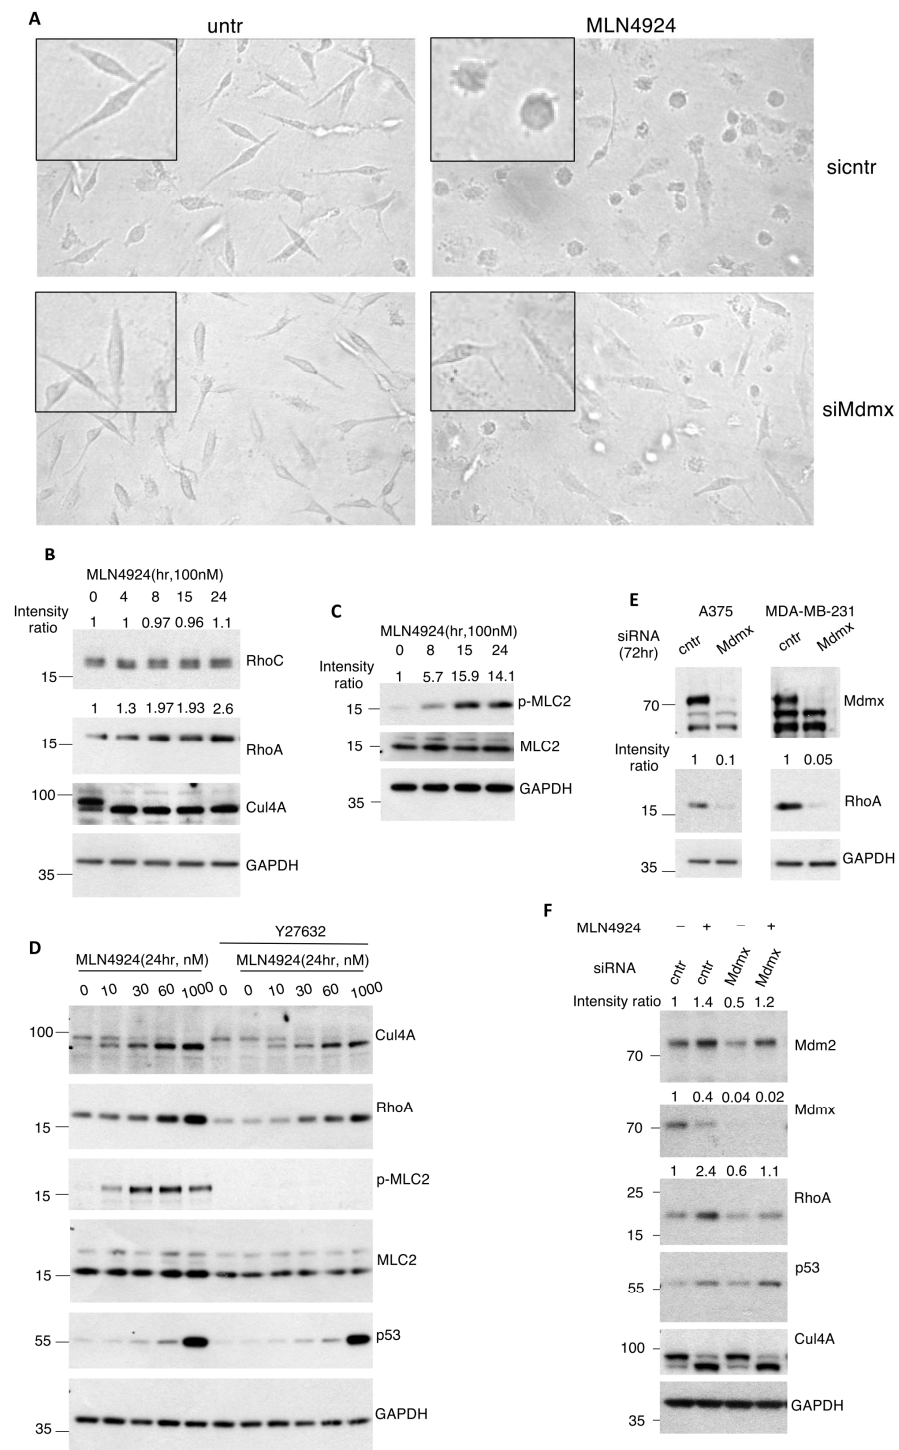 A
untr
MLN4924
sicntr
siMdmx
B
MLN4924(hr,100nM)
0 4 8 15 24
Intensity
ratio
1 1 0.97 0.96 1.1
RhoC
15
1 1.3 1.97 1.93 2.6
15
RhoA
100
Cul4A
GAPDH
35
C
MLN4924(hr,100nM)
0 8 15 24
Intensity
ratio
1 5.7 15.9 14.1
p-MLC2
15
15
MLC2
GAPDH
35
E
A375
MDA-MB-231
siRNA
(72hr)
cntr Mdmx cntr Mdmx
70
Mdmx
Intensity
ratio
1 0.1 1 0.05
RhoA
15
GAPDH
35
D
Y27632
MLN4924(24hr, nM)
MLN4924(24hr, nM)
0 10 30 60 1000 0 0 10 30 60 1000
100
Cul4A
RhoA
15
p-MLC2
15
MLC2
15
p53
55
GAPDH
35
F
MLN4924 − + − +
siRNA cntr cntr Mdmx Mdmx
Intensity ratio 1 1.4 0.5 1.2
Mdm2
70
1 0.4 0.04 0.02
Mdmx
70
1 2.4 0.6 1.1
25
RhoA
15
p53
55
Cul4A
100
GAPDH
35